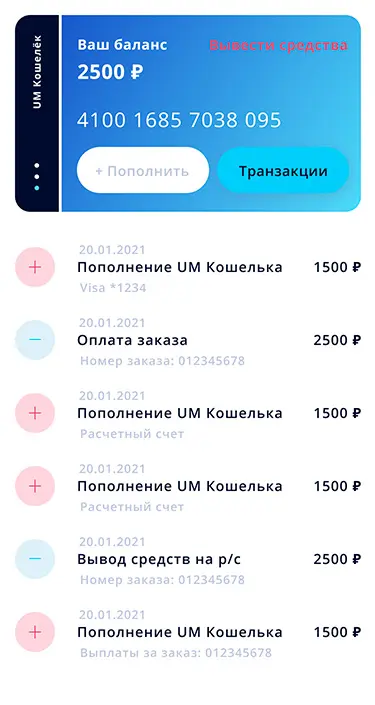 UM Кошелёк
Ваш баланс
Вывести средства
2500 ₽
4100 1685 7038 095
+ Пополнить
Транзакции
20.01.2021
Пополнение UM Кошелька 1500 ₽
Visa *1234
20.01.2021
Оплата заказа 2500 ₽
Номер заказа: 012345678
20.01.2021
Пополнение UM Кошелька 1500 ₽
Расчетный счет
20.01.2021
Пополнение UM Кошелька 1500 ₽
Расчетный счет
20.01.2021
Вывод средств на р/с 2500 ₽
Номер заказа: 012345678
20.01.2021
Пополнение UM Кошелька 1500 ₽
Выплаты за заказ: 012345678